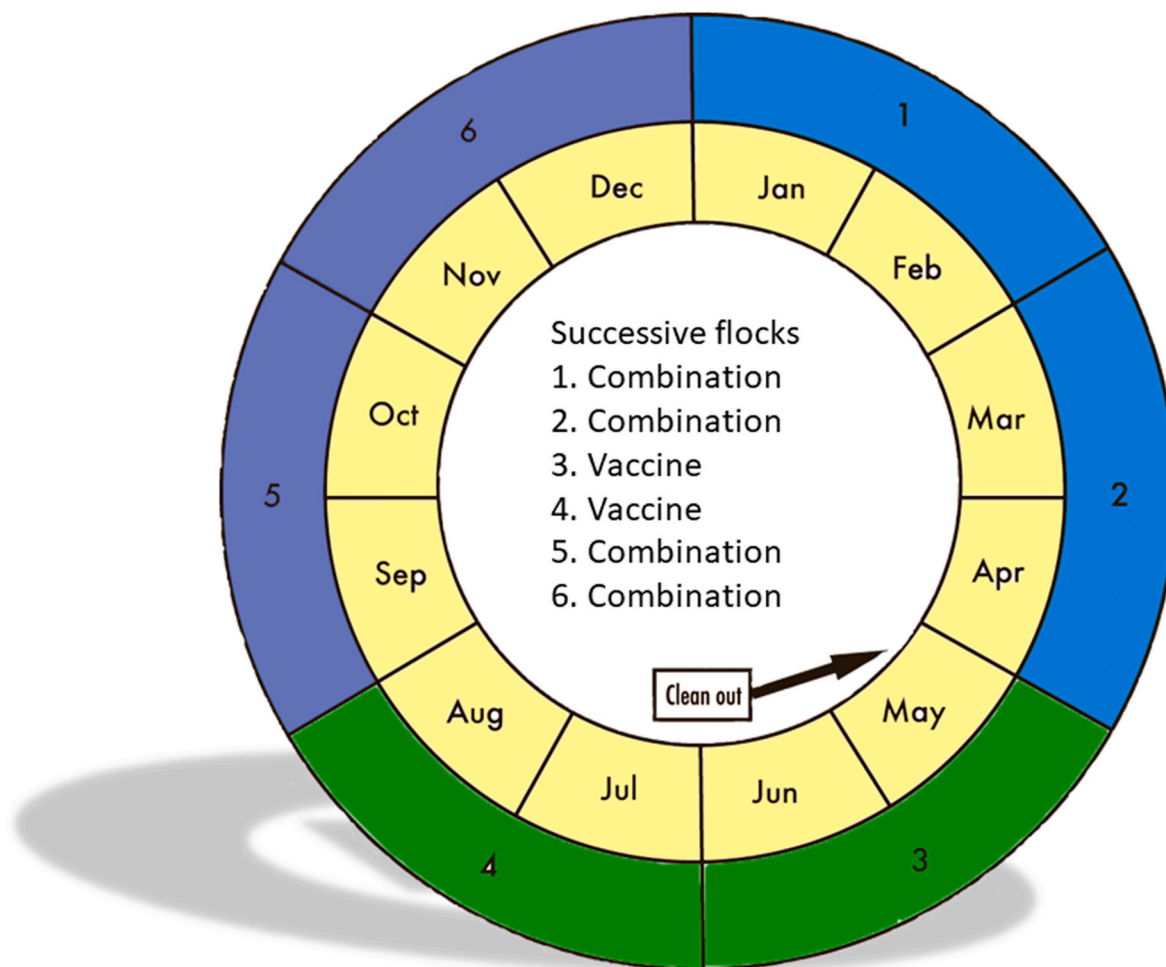 1
2
3
4
5
6
Jan
Feb
Mar
Apr
May
Jun
Jul
Aug
Sep
Oct
Nov
Dec
Successive flocks
1. Combination
2. Combination
3. Vaccine
4. Vaccine
5. Combination
6. Combination
Clean out